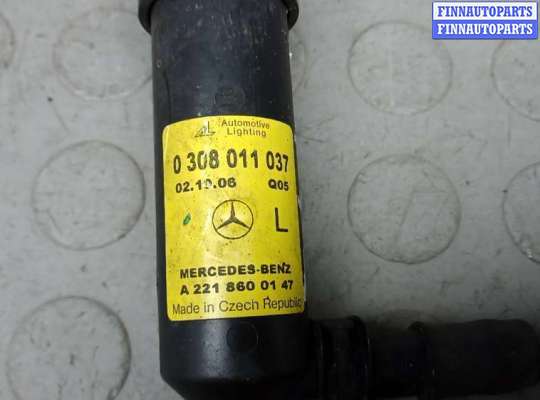 FINNAUTOPARTS
FINNAUTOPARTS
AL Automotive
Lighting
0 308 011 037
02.10.06 Q05
L
MERCEDES-BENZ
A 221 860 01 47
Made in Czech Republic